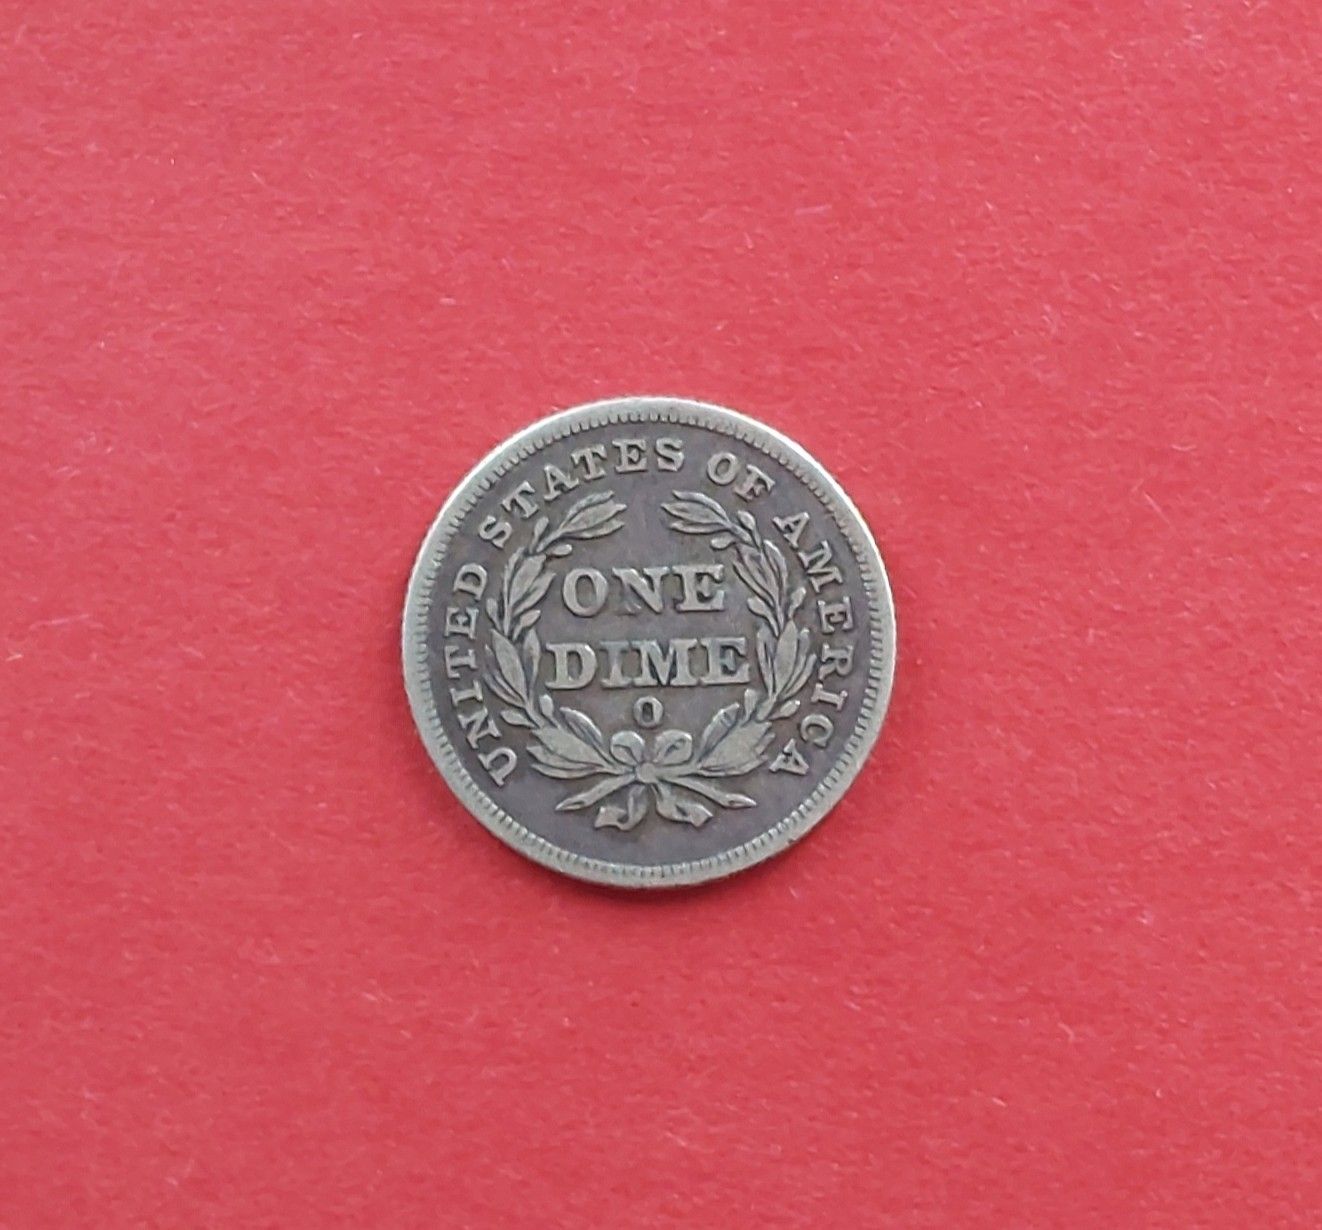 UNITED STATES OF AMERICA
ONE
DIME
O